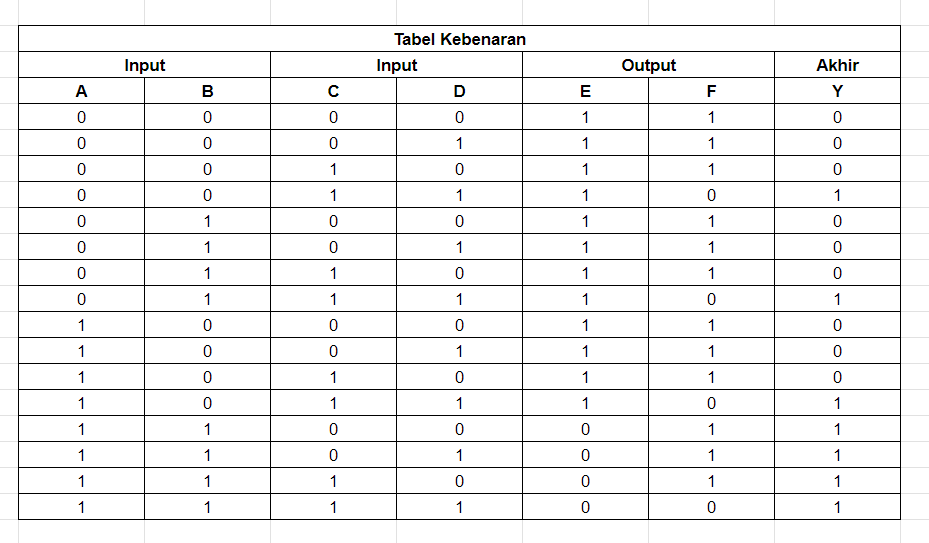 Tabel Kebenaran
Input Input Output Akhir
A B C D E F Y
0 0 0 0 1 1 0
0 0 0 1 1 1 0
0 0 1 0 1 1 0
0 0 1 1 1 0 1
0 1 0 0 1 1 0
0 1 0 1 1 1 0
0 1 1 0 1 1 0
0 1 1 1 1 0 1
1 0 0 0 1 1 0
1 0 0 1 1 1 0
1 0 1 0 1 1 0
1 0 1 1 1 0 1
1 1 0 0 0 1 1
1 1 0 1 0 1 1
1 1 1 0 0 1 1
1 1 1 1 0 0 1